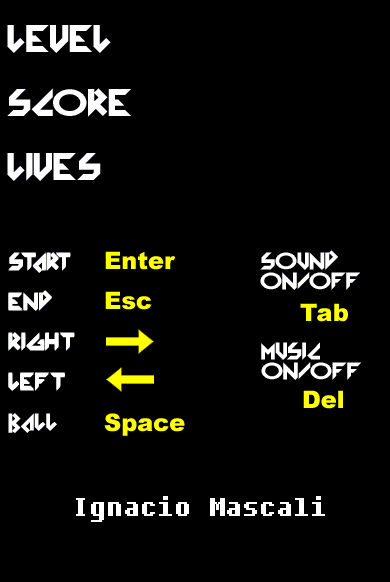 LEVEL
SCORE
LIVES
START Enter
END Esc
RIGHT →
LEFT ←
BALL Space
SOUND
ON/OFF
Tab
MUSIC
ON/OFF
Del
Ignacio Mascali